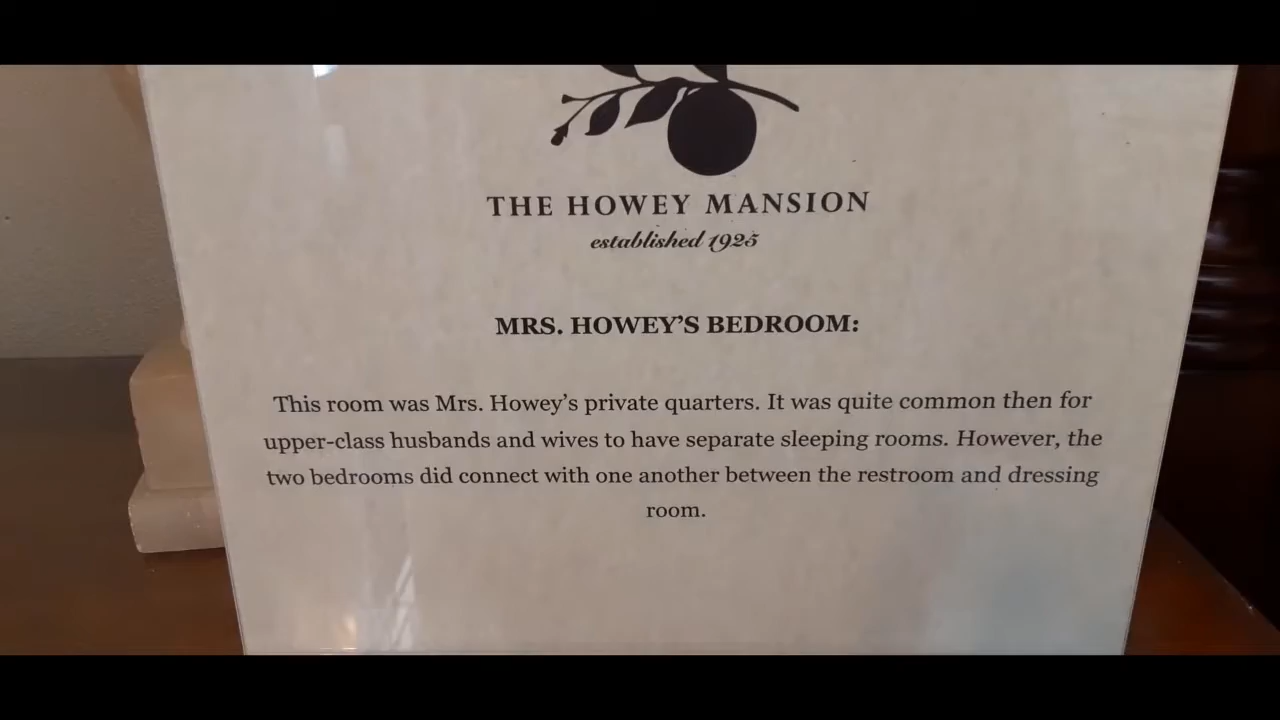 THE HOWEY MANSION
established 1925
MRS. HOWEY'S BEDROOM:
This room was Mrs. Howey's private quarters. It was quite common then for
upper-class husbands and wives to have separate sleeping rooms. However, the
two bedrooms did connect with one another between the restroom and dressing
room.